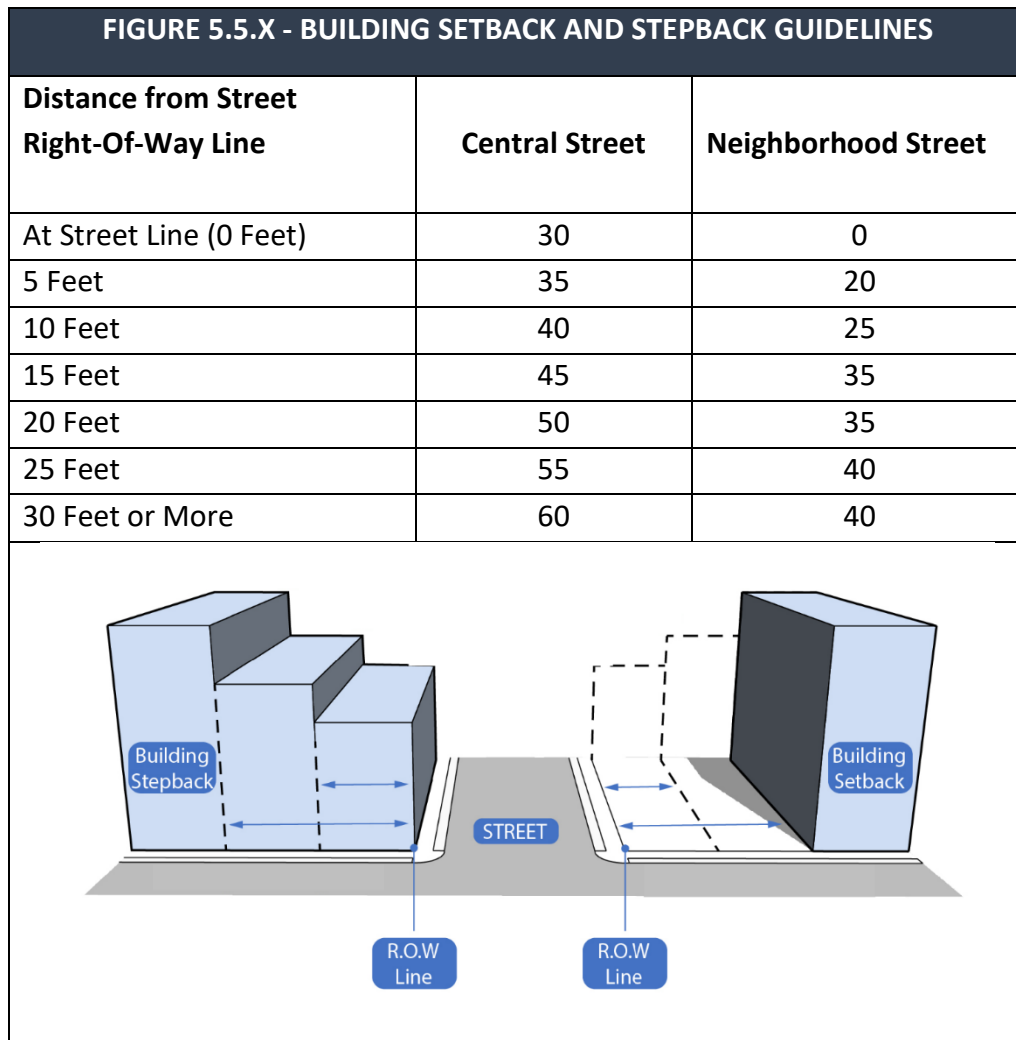 FIGURE 5.5.X - BUILDING SETBACK AND STEPBACK GUIDELINES
Distance from Street
Right-Of-Way Line
Central Street
Neighborhood Street
At Street Line (0 Feet) 30 0
5 Feet 35 20
10 Feet 40 25
15 Feet 45 35
20 Feet 50 35
25 Feet 55 40
30 Feet or More 60 40
Building
Stepback
STREET
Building
Setback
R.O.W
Line
R.O.W
Line